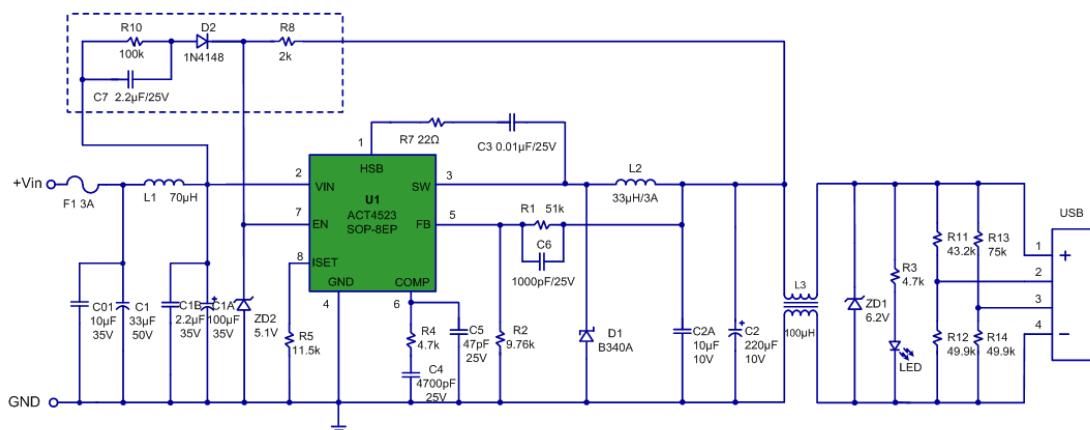 R10
100k
D2
1N4148
R8
2k
C7 2.2μF/25V
1
R7 22Ω
C3 0.01μF/25V
HSB
+Vin
F1 3A
L1
70μH
2
VIN
SW
3
L2
33μH/3A
U1
ACT4523
SOP-8EP
7
EN
FB
5
R1 51k
C6
1000pF/25V
8
ISET
GND
COMP
4
6
C01
10μF
35V
C1
33μF
50V
C1B
2.2μF
35V
+
C1A
100μF
35V
ZD2
5.1V
R5
11.5k
R4
4.7k
C4
4700pF
25V
C5
47pF
25V
R2
9.76k
D1
B340A
C2A
10μF
10V
+
C2
220μF
10V
L3
100μH
ZD1
6.2V
R3
4.7k
LED
R11
43.2k
R13
75k
R12
49.9k
R14
49.9k
USB
1
+
2
3
4
−
GND